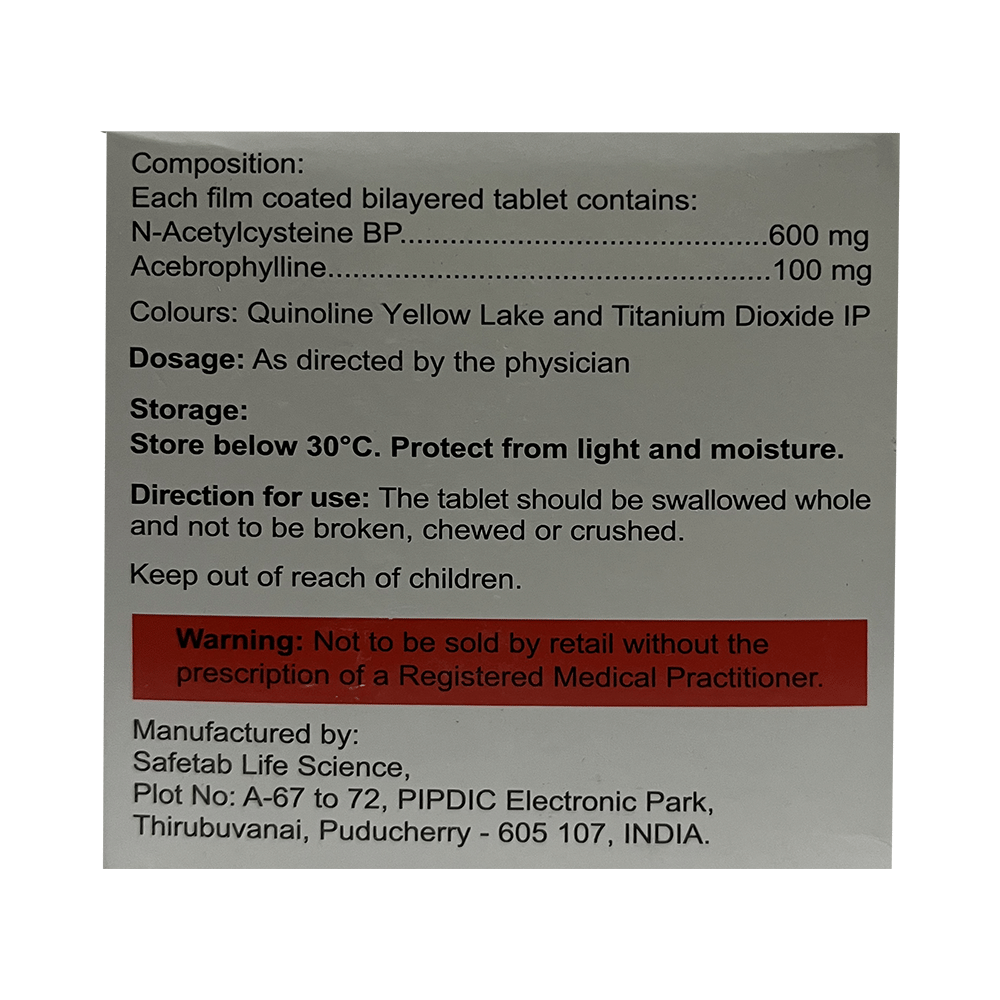 Composition:
Each film coated bilayered tablet contains:
N-Acetylcysteine BP.............................................600 mg
Acebrophylline......................................................100 mg
Colours: Quinoline Yellow Lake and Titanium Dioxide IP
Dosage: As directed by the physician
Storage:
Store below 30°C. Protect from light and moisture.
Direction for use: The tablet should be swallowed whole
and not to be broken, chewed or crushed.
Keep out of reach of children.
Warning: Not to be sold by retail without the
prescription of a Registered Medical Practitioner.
Manufactured by:
Safetab Life Science,
Plot No: A-67 to 72, PIPDIC Electronic Park,
Thirubuvanai, Puducherry - 605 107, INDIA.